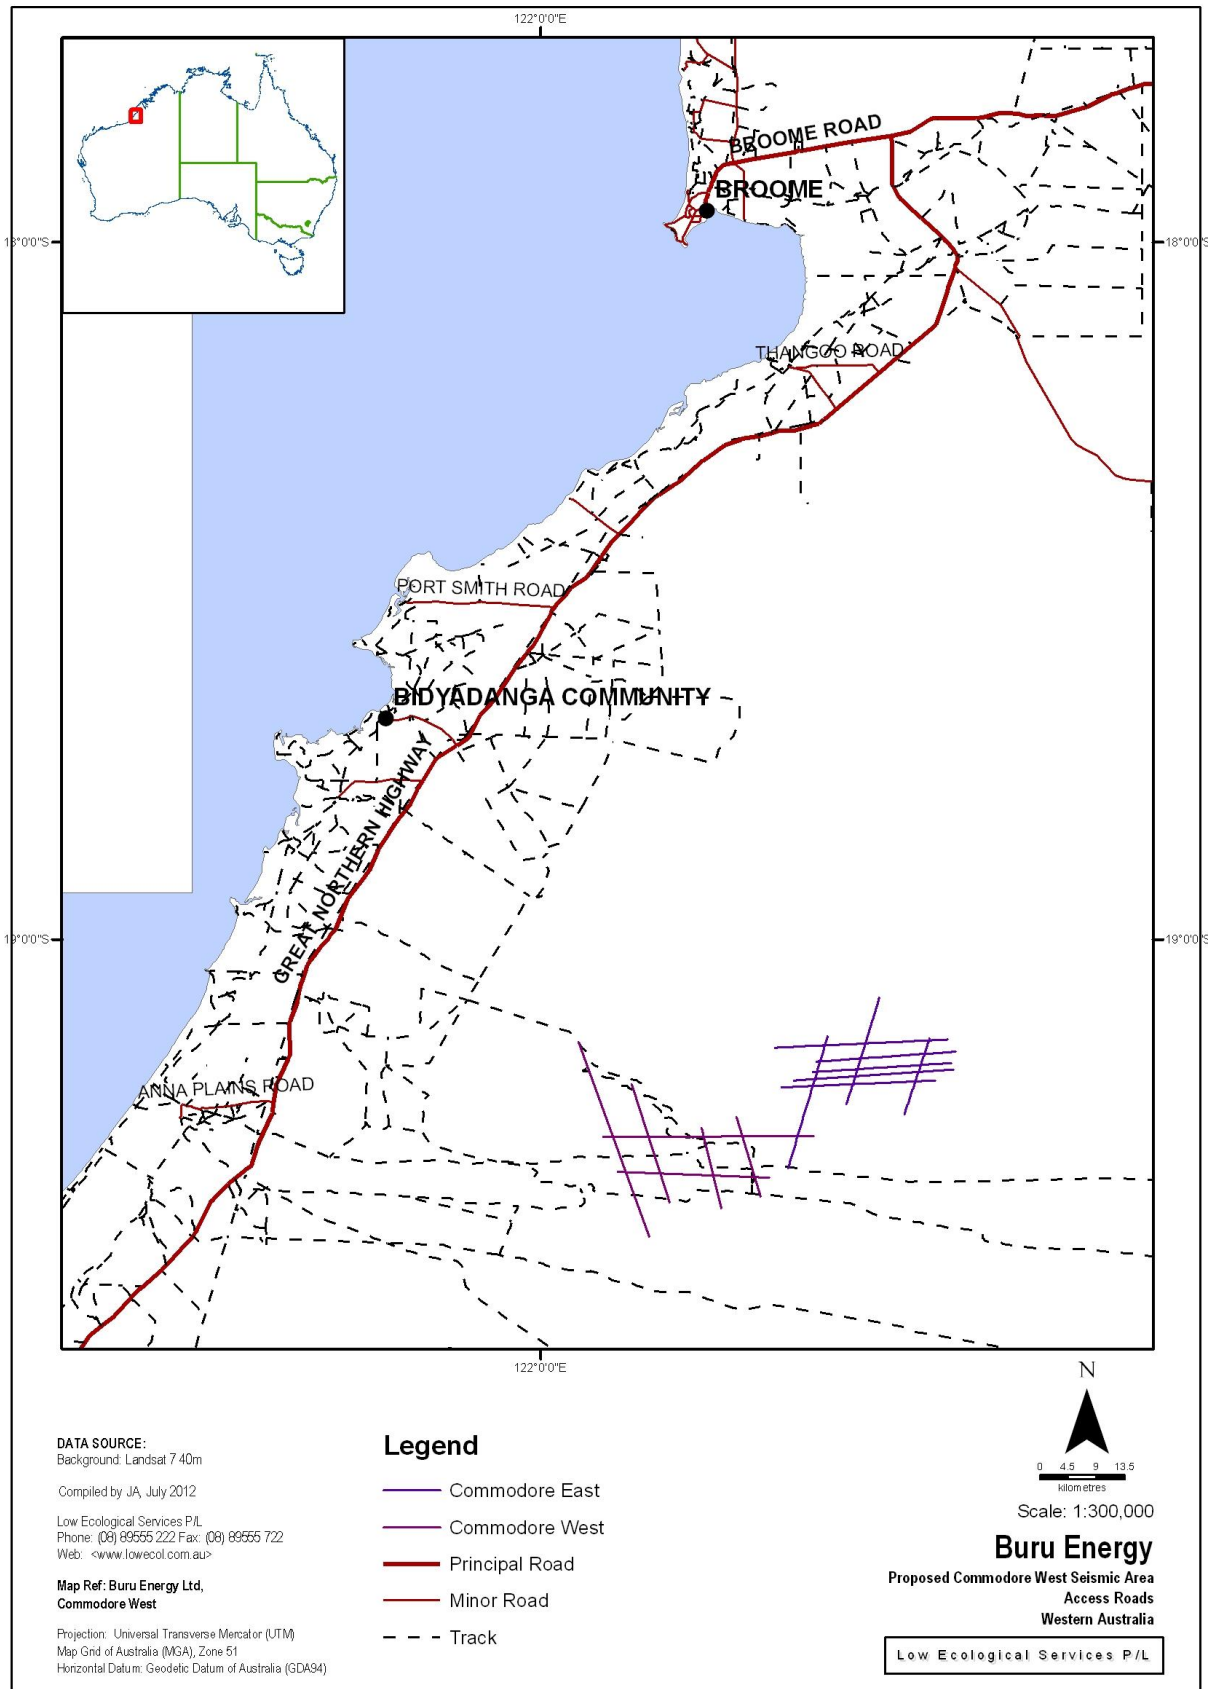 122°0'0"E
BROOME ROAD
BROOME
18°0'0"S
18°0'0"S
THANGOO ROAD
PORT SMITH ROAD
BIDYADANGA COMMUNITY
GREAT NORTHERN HIGHWAY
19°0'0"S
19°0'0"S
ANNA PLAINS ROAD
122°0'0"E
N
0 4.5 9 13.5
kilometres
Scale: 1:300,000
Buru Energy
Proposed Commodore West Seismic Area
Access Roads
Western Australia
Low Ecological Services P/L
Legend
Commodore East
Commodore West
Principal Road
Minor Road
Track
DATA SOURCE:
Background: Landsat 7 40m
Compiled by JA, July 2012
Low Ecological Services P/L
Phone: (08) 89555 222 Fax: (08) 89555 722
Web: <www.lowecol.com.au>
Map Ref: Buru Energy Ltd,
Commodore West
Projection: Universal Transverse Mercator (UTM)
Map Grid of Australia (MGA), Zone 51
Horizontal Datum: Geodetic Datum of Australia (GDA94)